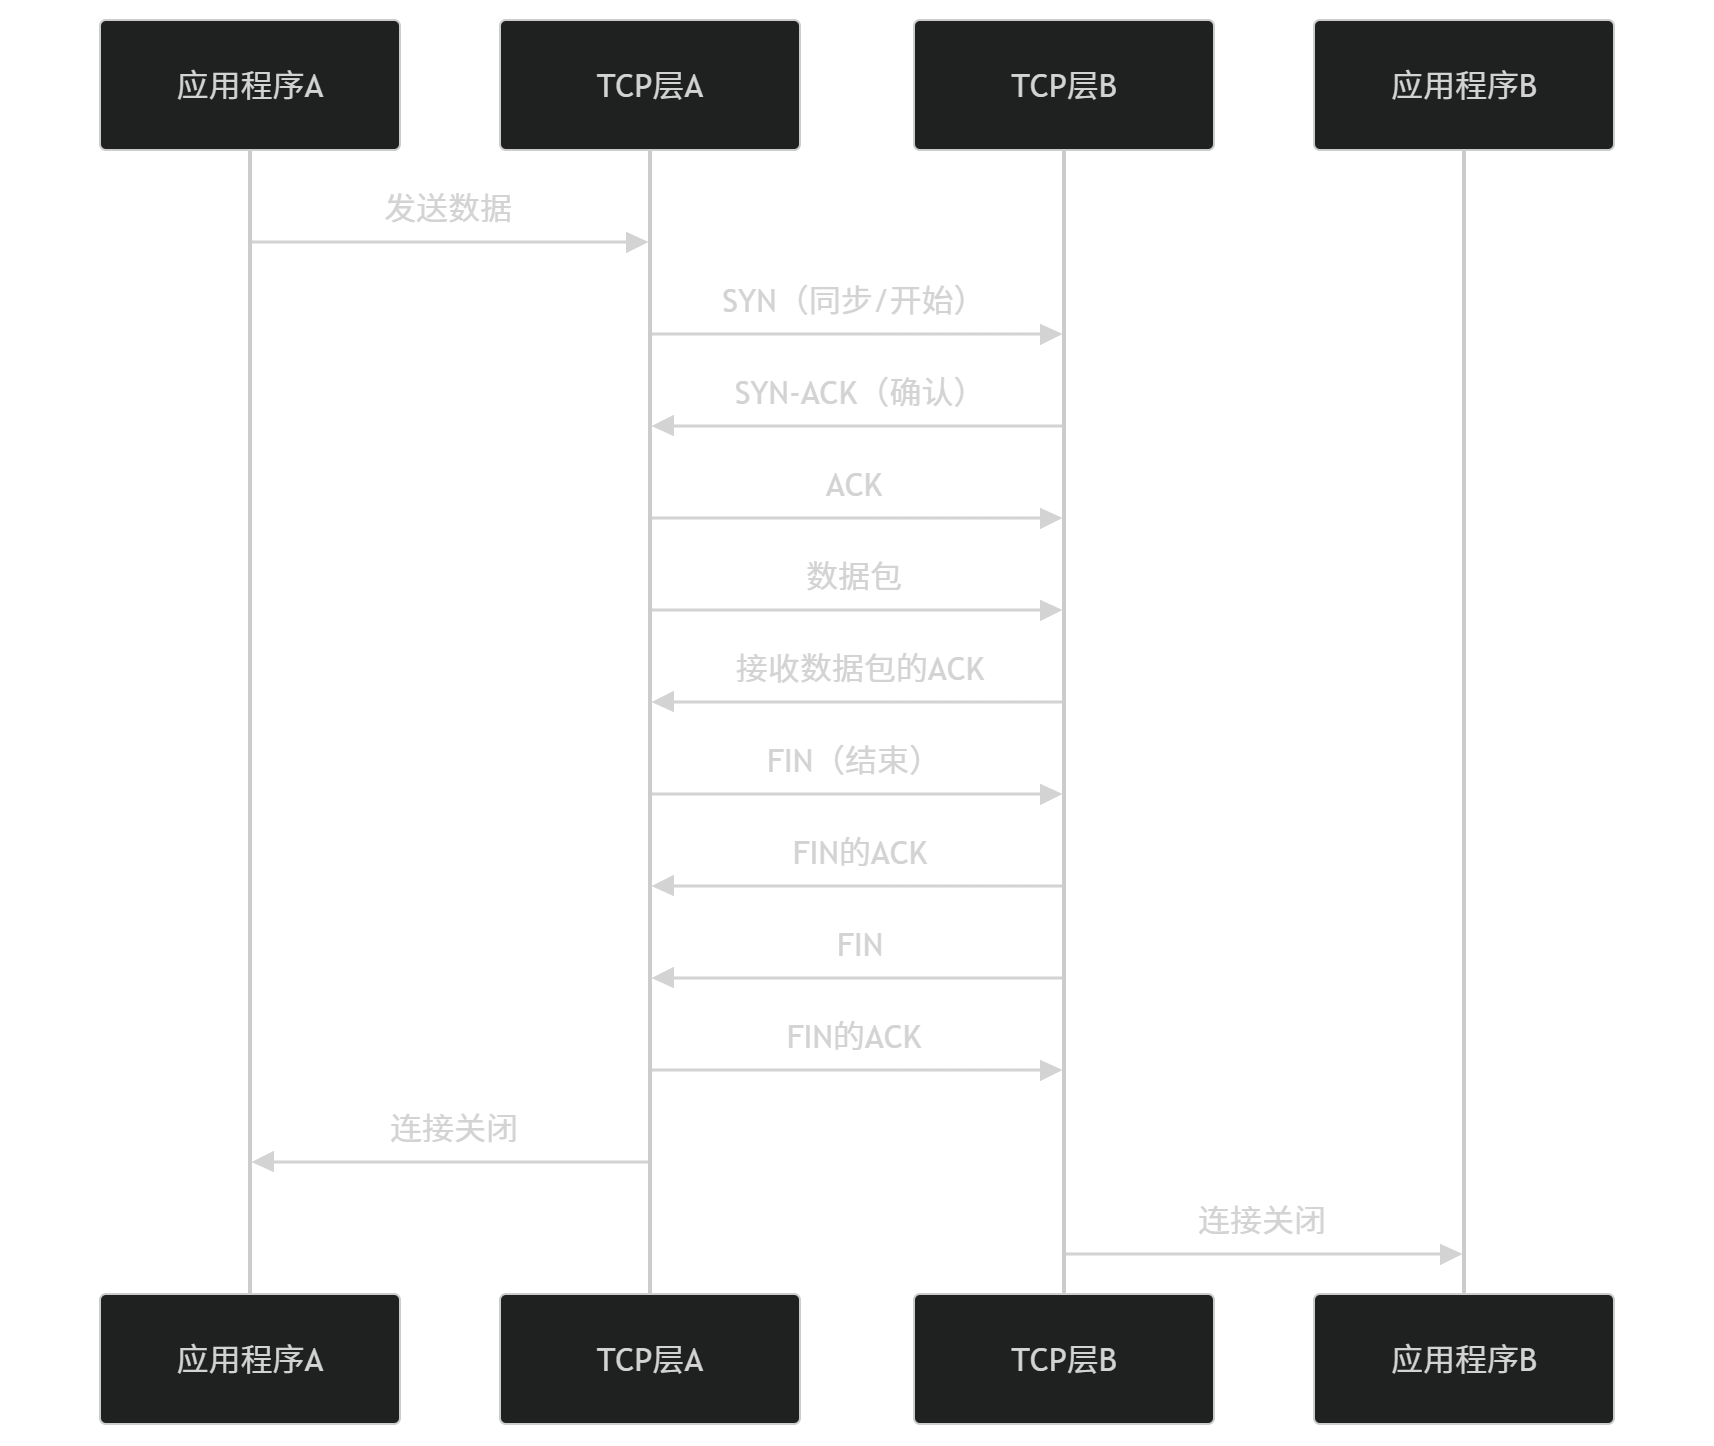 应用程序A
TCP层A
TCP层B
应用程序B
发送数据
SYN（同步/开始）
SYN-ACK（确认）
ACK
数据包
接收数据包的ACK
FIN（结束）
FIN的ACK
FIN
FIN的ACK
连接关闭
连接关闭
应用程序A
TCP层A
TCP层B
应用程序B